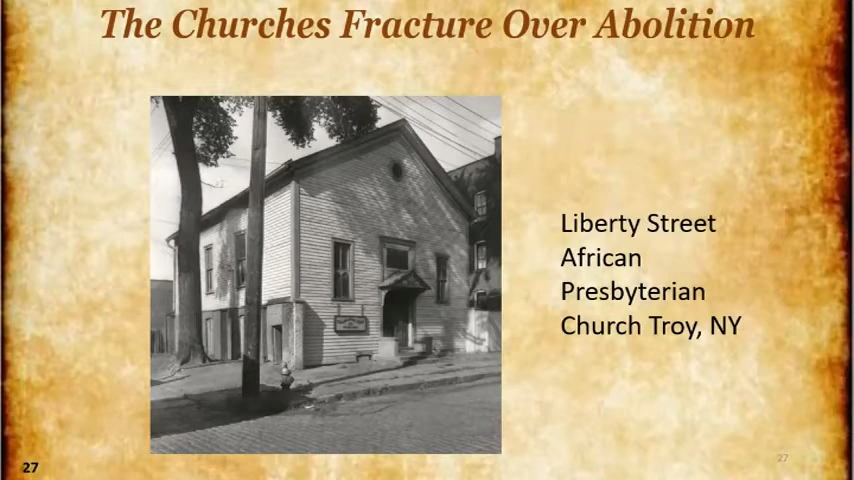 The Churches Fracture Over Abolition
Liberty Street
African
Presbyterian
Church Troy, NY
27
27